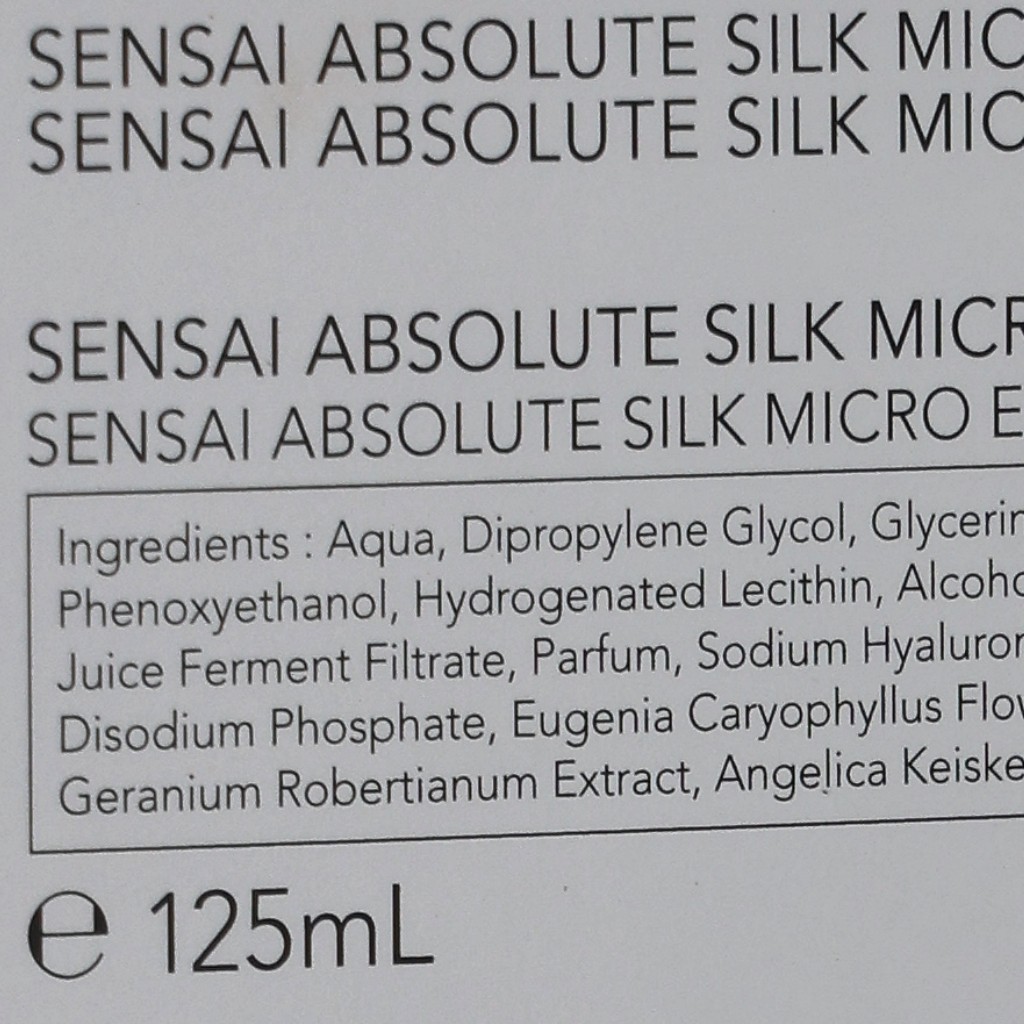 SENSAI ABSOLUTE SILK MIC
SENSAI ABSOLUTE SILK MIC
SENSAI ABSOLUTE SILK MICR
SENSAI ABSOLUTE SILK MICRO E
Ingredients : Aqua, Dipropylene Glycol, Glycerin
Phenoxyethanol, Hydrogenated Lecithin, Alcoho
Juice Ferment Filtrate, Parfum, Sodium Hyaluron
Disodium Phosphate, Eugenia Caryophyllus Flow
Geranium Robertianum Extract, Angelica Keiske
℮ 125mL